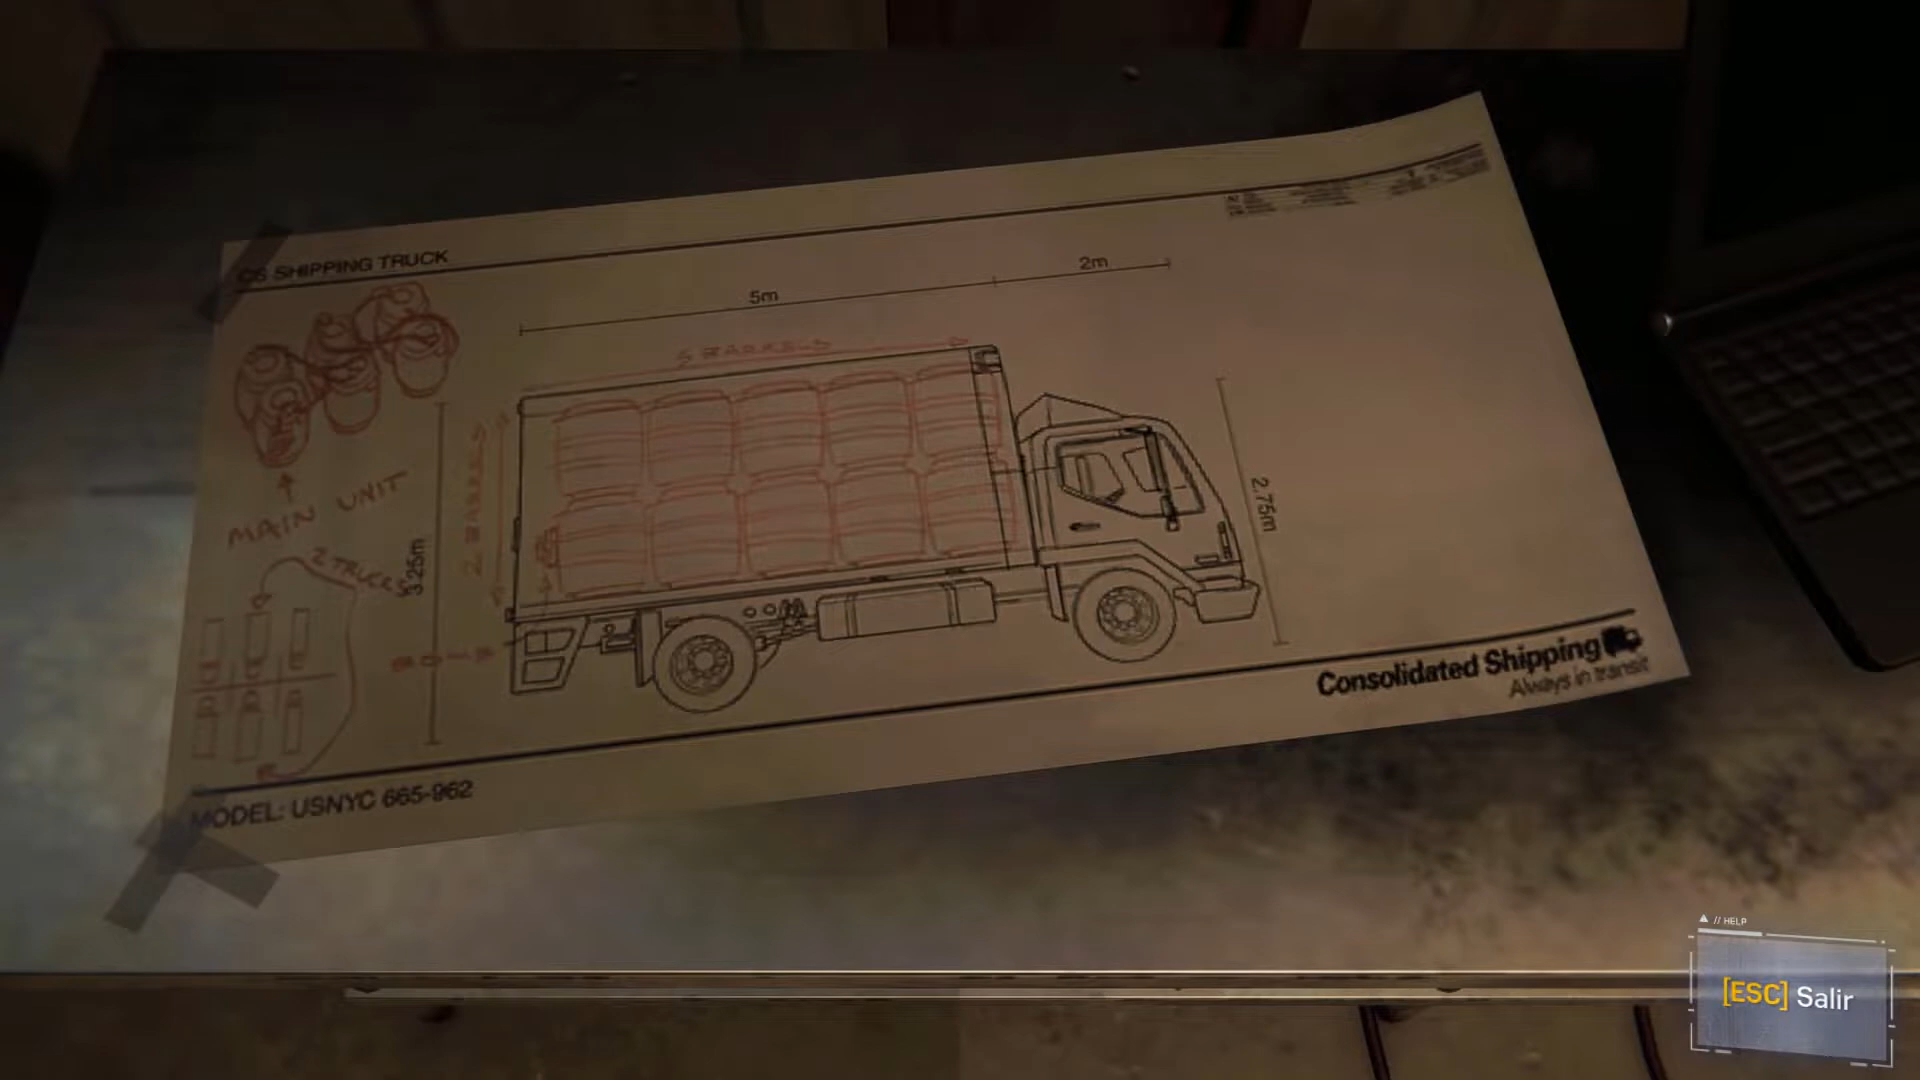 CS SHIPPING TRUCK
5m
2m
5 BARRELS
2 BARRELS
MAIN UNIT
2 TRUCKS
3.25m
2.75m
Consolidated Shipping
Always in transit
MODEL: USNYC 665-962
// HELP
[ESC] Salir